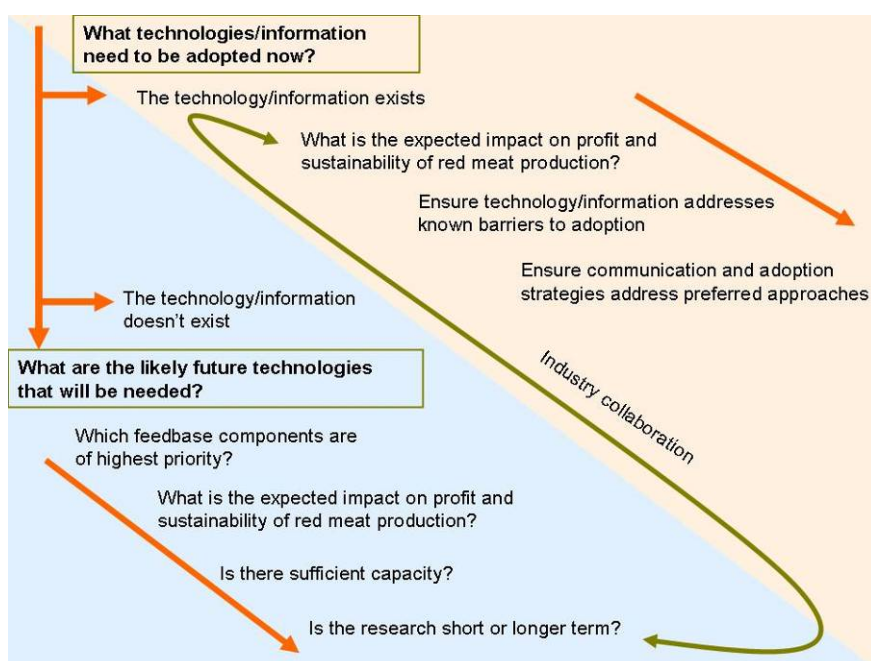 What technologies/information
need to be adopted now?
The technology/information exists
What is the expected impact on profit and
sustainability of red meat production?
Ensure technology/information addresses
known barriers to adoption
Ensure communication and adoption
strategies address preferred approaches
The technology/information
doesn't exist
Industry collaboration
What are the likely future technologies
that will be needed?
Which feedbase components are
of highest priority?
What is the expected impact on profit and
sustainability of red meat production?
Is there sufficient capacity?
Is the research short or longer term?